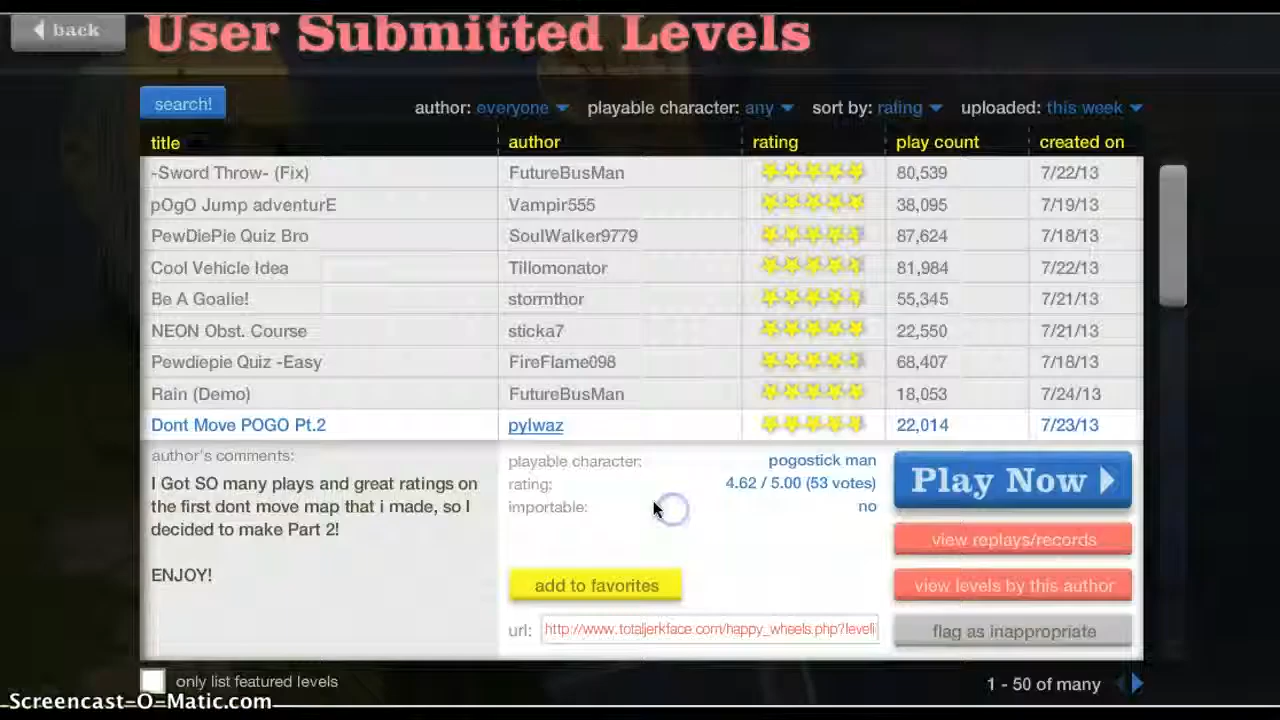 back
User Submitted Levels
search!
author: everyone playable character: any sort by: rating uploaded: this week
title author rating play count created on
-Sword Throw- (Fix) FutureBusMan 80,539 7/22/13
pOgO Jump adventurE Vampir555 38,095 7/19/13
PewDiePie Quiz Bro SoulWalker9779 87,624 7/18/13
Cool Vehicle Idea Tillomonator 81,984 7/22/13
Be A Goalie! stormthor 55,345 7/21/13
NEON Obst. Course sticka7 22,550 7/21/13
Pewdiepie Quiz -Easy FireFlame098 68,407 7/18/13
Rain (Demo) FutureBusMan 18,053 7/24/13
Dont Move POGO Pt.2 pylwaz 22,014 7/23/13
author's comments:
I Got SO many plays and great ratings on
the first dont move map that i made, so I
decided to make Part 2!
ENJOY!
playable character: pogostick man
rating: 4.62 / 5.00 (53 votes)
importable: no
add to favorites
url: http://www.totaljerkface.com/happy_wheels.php?leveli
Play Now
view replays/records
view levels by this author
flag as inappropriate
only list featured levels
1 - 50 of many
Screencast-O-Matic.com